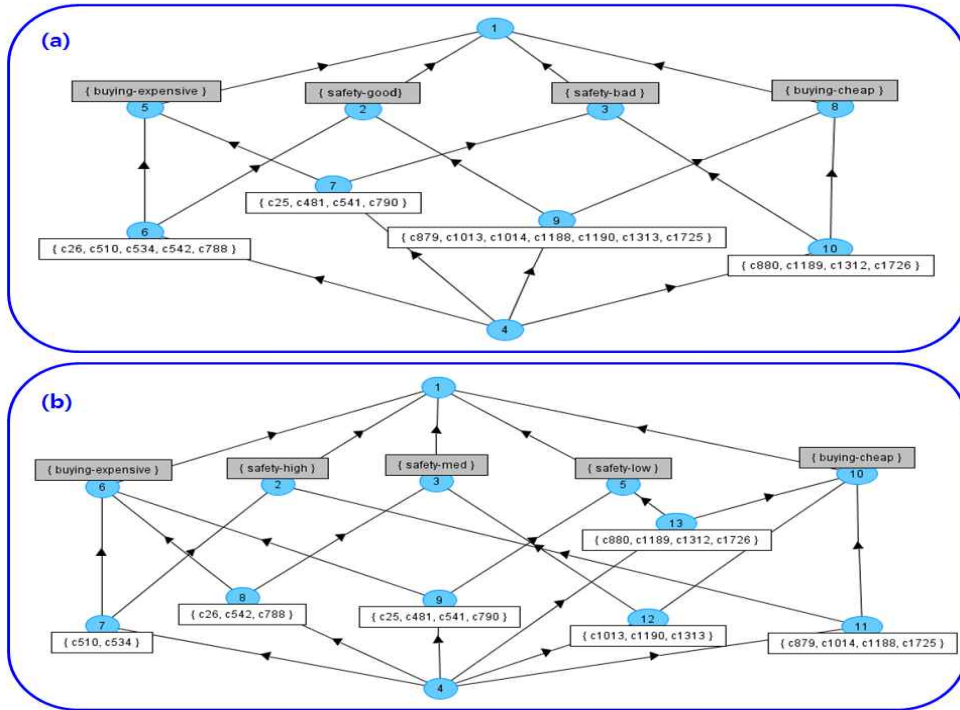 (a)
1
{ buying-expensive }
{ safety-good}
{ safety-bad }
{ buying-cheap }
5
2
3
8
7
{ c25, c481, c541, c790 }
6
9
{ c26, c510, c534, c542, c788 }
{ c879, c1013, c1014, c1188, c1190, c1313, c1725 }
10
{ c880, c1189, c1312, c1726 }
4
(b)
1
{ buying-expensive }
{ safety-high }
{ safety-med }
{ safety-low }
{ buying-cheap }
6
2
3
5
10
13
{ c880, c1189, c1312, c1726 }
8
9
{ c26, c542, c788 }
{ c25, c481, c541, c790 }
7
12
11
{ c510, c534 }
{ c1013, c1190, c1313 }
{ c879, c1014, c1188, c1725 }
4